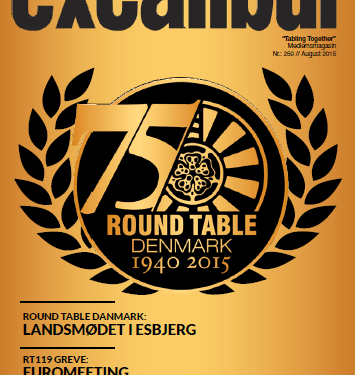 excalibur
"Tabling Together"
Medlemsmagasin
Nr.: 250 // August 2015
75
ROUND TABLE
DENMARK
1940 2015
ROUND TABLE DANMARK:
LANDSMØDET I ESBJERG
RT119 GREVE:
EUROMEETING